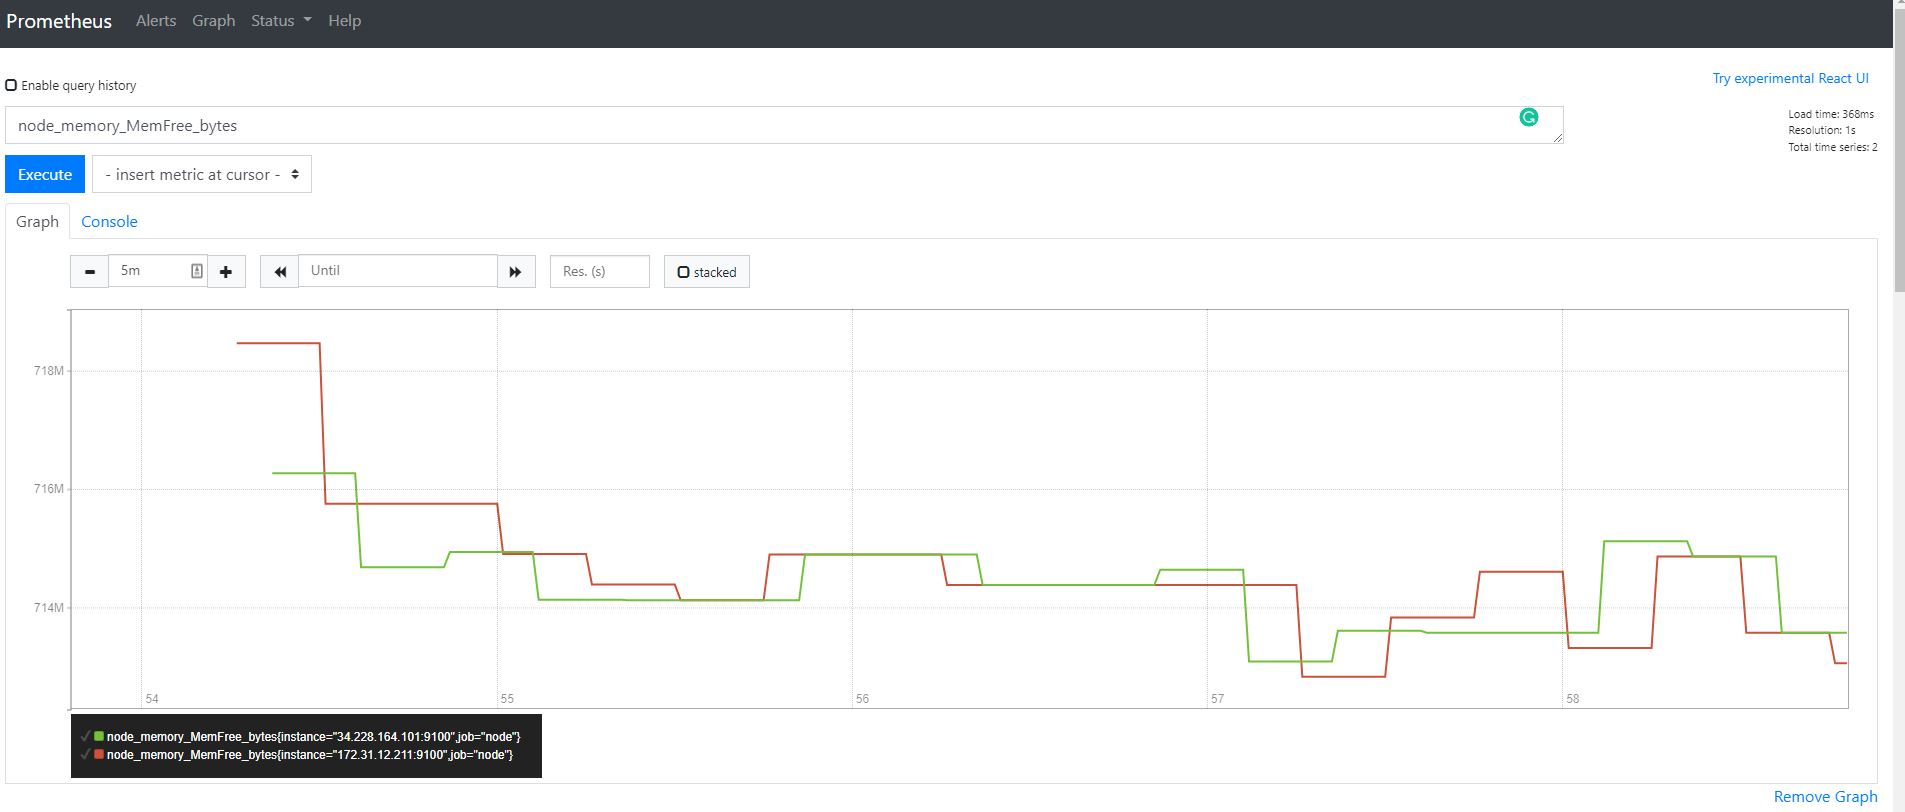 Prometheus Alerts Graph Status Help
Enable query history
Try experimental React UI
node_memory_MemFree_bytes
Load time: 368ms
Resolution: 1s
Total time series: 2
Execute - insert metric at cursor -
Graph Console
5m Until Res. (s) stacked
718M
716M
714M
54 55 56 57 58
node_memory_MemFree_bytes{instance="34.228.164.101:9100",job="node"}
node_memory_MemFree_bytes{instance="172.31.12.211:9100",job="node"}
Remove Graph